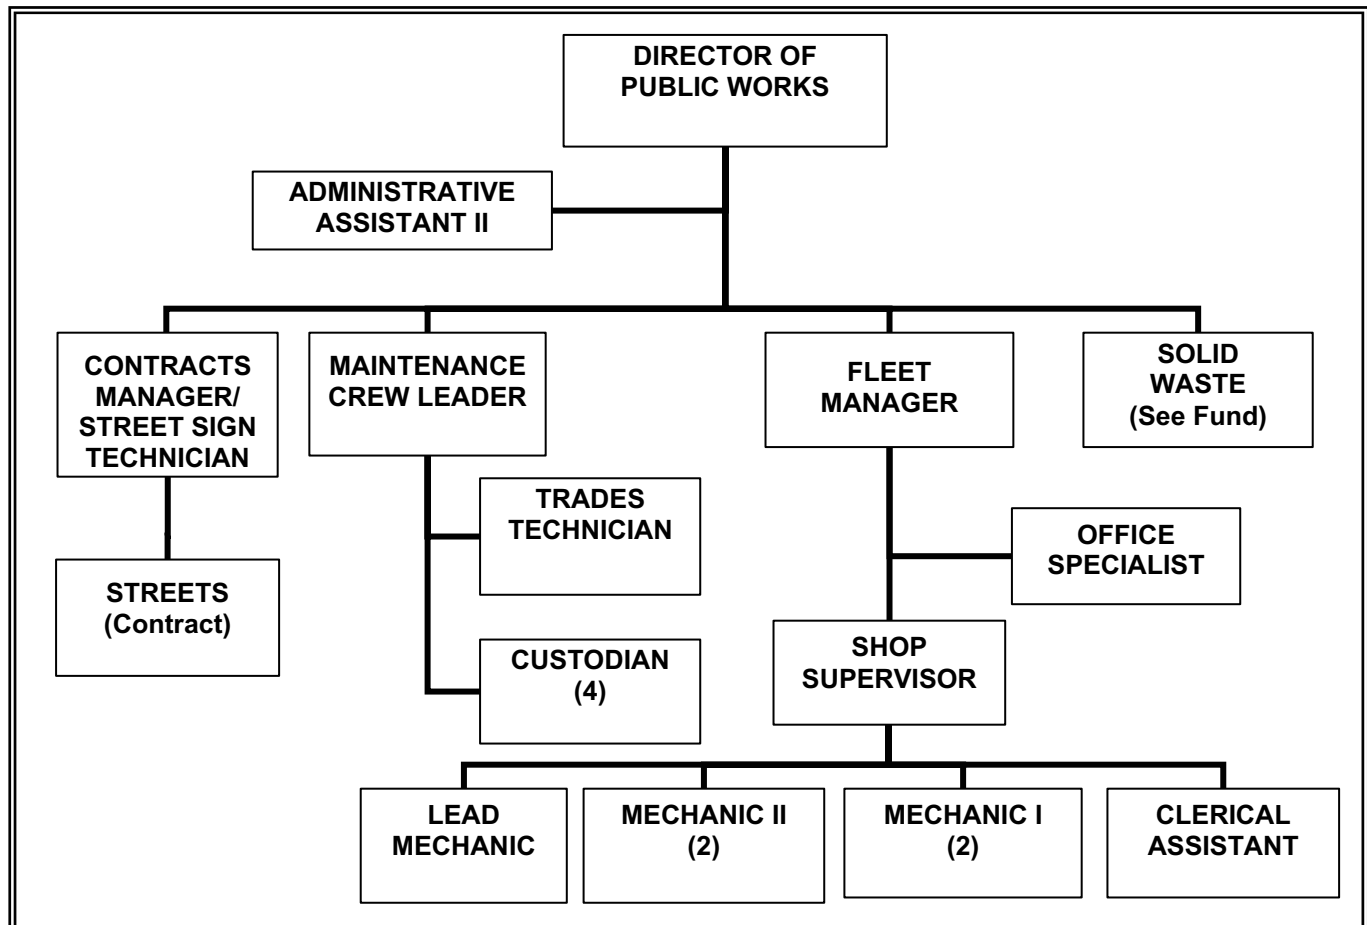 DIRECTOR OF
PUBLIC WORKS
ADMINISTRATIVE
ASSISTANT II
CONTRACTS
MANAGER/
STREET SIGN
TECHNICIAN
MAINTENANCE
CREW LEADER
FLEET
MANAGER
SOLID
WASTE
(See Fund)
TRADES
TECHNICIAN
OFFICE
SPECIALIST
STREETS
(Contract)
CUSTODIAN
(4)
SHOP
SUPERVISOR
LEAD
MECHANIC
MECHANIC II
(2)
MECHANIC I
(2)
CLERICAL
ASSISTANT